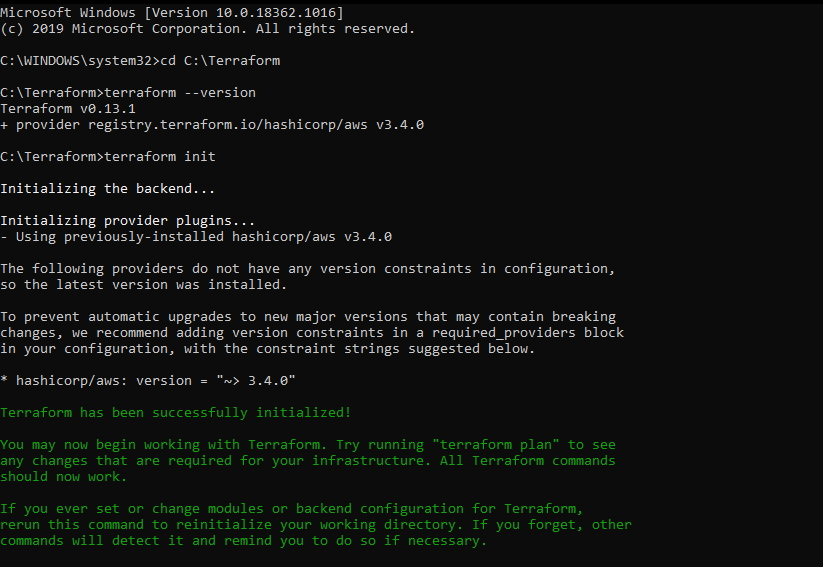 Microsoft Windows [Version 10.0.18362.1016]
(c) 2019 Microsoft Corporation. All rights reserved.
C:\WINDOWS\system32>cd C:\Terraform
C:\Terraform>terraform --version
Terraform v0.13.1
+ provider registry.terraform.io/hashicorp/aws v3.4.0
C:\Terraform>terraform init
Initializing the backend...
Initializing provider plugins...
- Using previously-installed hashicorp/aws v3.4.0
The following providers do not have any version constraints in configuration,
so the latest version was installed.
To prevent automatic upgrades to new major versions that may contain breaking
changes, we recommend adding version constraints in a required_providers block
in your configuration, with the constraint strings suggested below.
* hashicorp/aws: version = "~> 3.4.0"
Terraform has been successfully initialized!
You may now begin working with Terraform. Try running "terraform plan" to see
any changes that are required for your infrastructure. All Terraform commands
should now work.
If you ever set or change modules or backend configuration for Terraform,
rerun this command to reinitialize your working directory. If you forget, other
commands will detect it and remind you to do so if necessary.